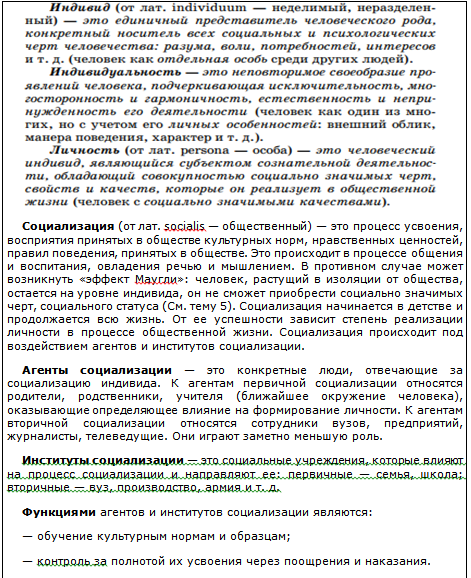 Индивид (от лат. individuum — неделимый, неразделен-
ный) — это единичный представитель человеческого рода,
конкретный носитель всех социальных и психологических
черт человечества: разума, воли, потребностей, интересов
и т. д. (человек как отдельная особь среди других людей).
Индивидуальность — это неповторимое своеобразие про-
явлений человека, подчеркивающая исключительность, мно-
госторонность и гармоничность, естественность и непри-
нужденность его деятельности (человек как один из мно-
гих, но с учетом его личных особенностей: внешний облик,
манера поведения, характер и т. д.).
Личность (от лат. persona — особа) — это человеческий
индивид, являющийся субъектом сознательной деятельнос-
ти, обладающий совокупностью социально значимых черт,
свойств и качеств, которые он реализует в общественной
жизни (человек с социально значимыми качествами).
Социализация (от лат. socialis — общественный) — это процесс усвоения,
восприятия принятых в обществе культурных норм, нравственных ценностей,
правил поведения, принятых в обществе. Это происходит в процессе общения
и воспитания, овладения речью и мышлением. В противном случае может
возникнуть «эффект Маугли»: человек, растущий в изоляции от общества,
остается на уровне индивида, он не сможет приобрести социально значимых
черт, социального статуса (См. тему 5). Социализация начинается в детстве и
продолжается всю жизнь. От ее успешности зависит степень реализации
личности в процессе общественной жизни. Социализация происходит под
воздействием агентов и институтов социализации.
Агенты социализации — это конкретные люди, отвечающие за
социализацию индивида. К агентам первичной социализации относятся
родители, родственники, учителя (ближайшее окружение человека),
оказывающие определяющее влияние на формирование личности. К агентам
вторичной социализации относятся сотрудники вузов, предприятий,
журналисты, телеведущие. Они играют заметно меньшую роль.
Институты социализации — это социальные учреждения, которые влияют
на процесс социализации и направляют ее: первичные — семья, школа;
вторичные — вуз, производство, армия и т. д.
Функциями агентов и институтов социализации являются:
— обучение культурным нормам и образцам;
— контроль за полнотой их усвоения через поощрения и наказания.